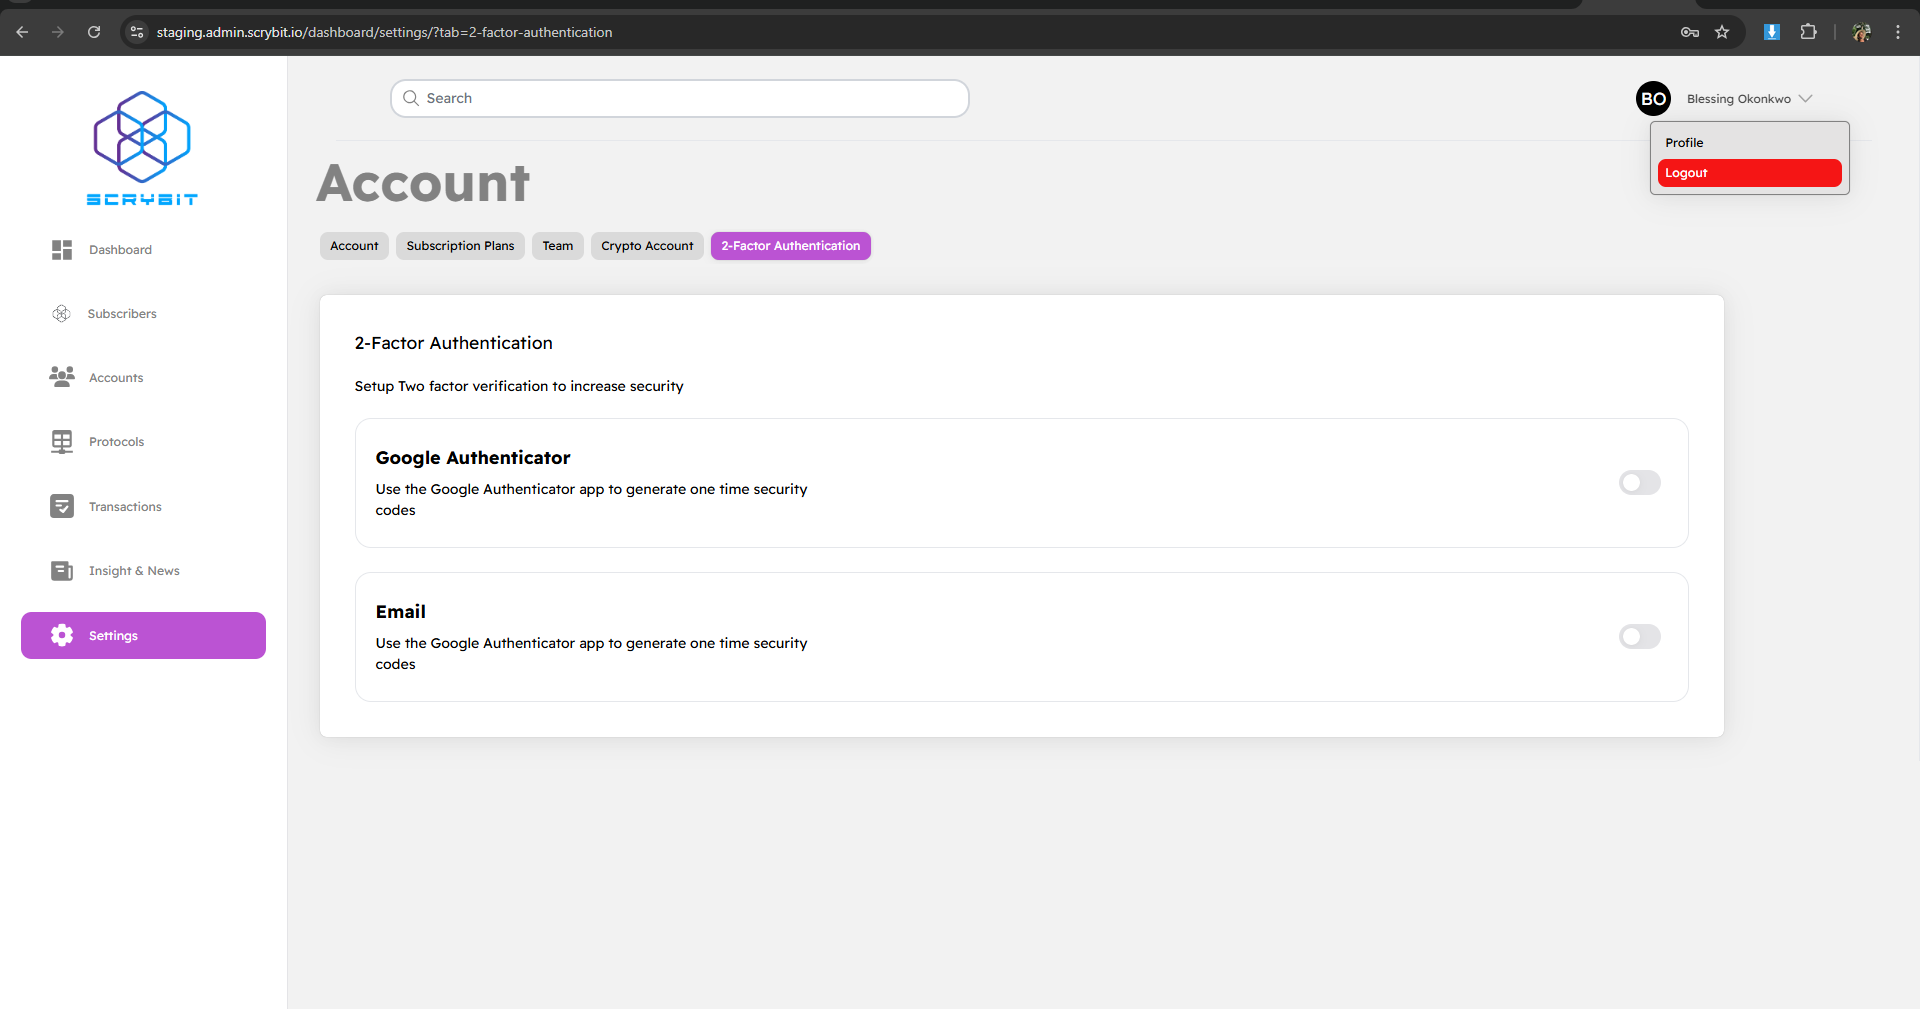 staging.admin.scrybit.io/dashboard/settings/?tab=2-factor-authentication
SCRYBIT
Search
BO Blessing Okonkwo
Profile
Logout
Dashboard
Subscribers
Accounts
Protocols
Transactions
Insight & News
Settings
Account
Account Subscription Plans Team Crypto Account 2-Factor Authentication
2-Factor Authentication
Setup Two factor verification to increase security
Google Authenticator
Use the Google Authenticator app to generate one time security
codes
Email
Use the Google Authenticator app to generate one time security
codes